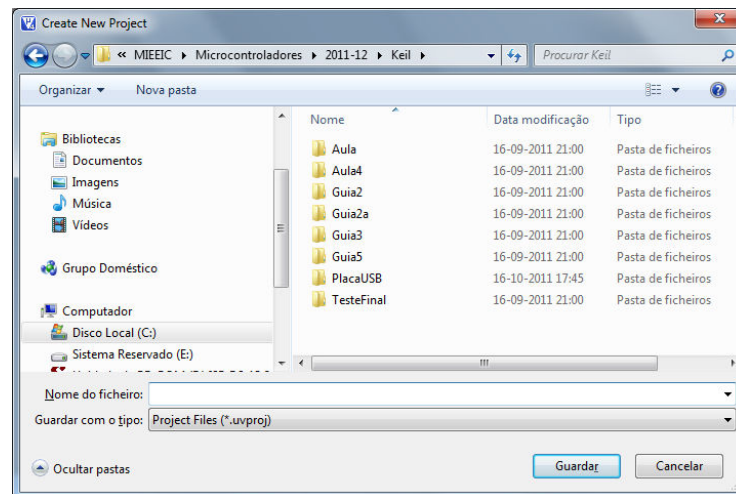 Create New Project
« MIEEIC ▸ Microcontroladores ▸ 2011-12 ▸ Keil ▸
Procurar Keil
Organizar ▾ Nova pasta
Nome Data modificação Tipo
Bibliotecas
Documentos
Imagens
Música
Vídeos
Grupo Doméstico
Computador
Disco Local (C:)
Sistema Reservado (E:)
Aula 16-09-2011 21:00 Pasta de ficheiros
Aula4 16-09-2011 21:00 Pasta de ficheiros
Guia2 16-09-2011 21:00 Pasta de ficheiros
Guia2a 16-09-2011 21:00 Pasta de ficheiros
Guia3 16-09-2011 21:00 Pasta de ficheiros
Guia5 16-09-2011 21:00 Pasta de ficheiros
PlacaUSB 16-10-2011 17:45 Pasta de ficheiros
TesteFinal 16-09-2011 21:00 Pasta de ficheiros
Nome do ficheiro:
Guardar com o tipo: Project Files (*.uvproj)
Ocultar pastas
Guardar
Cancelar